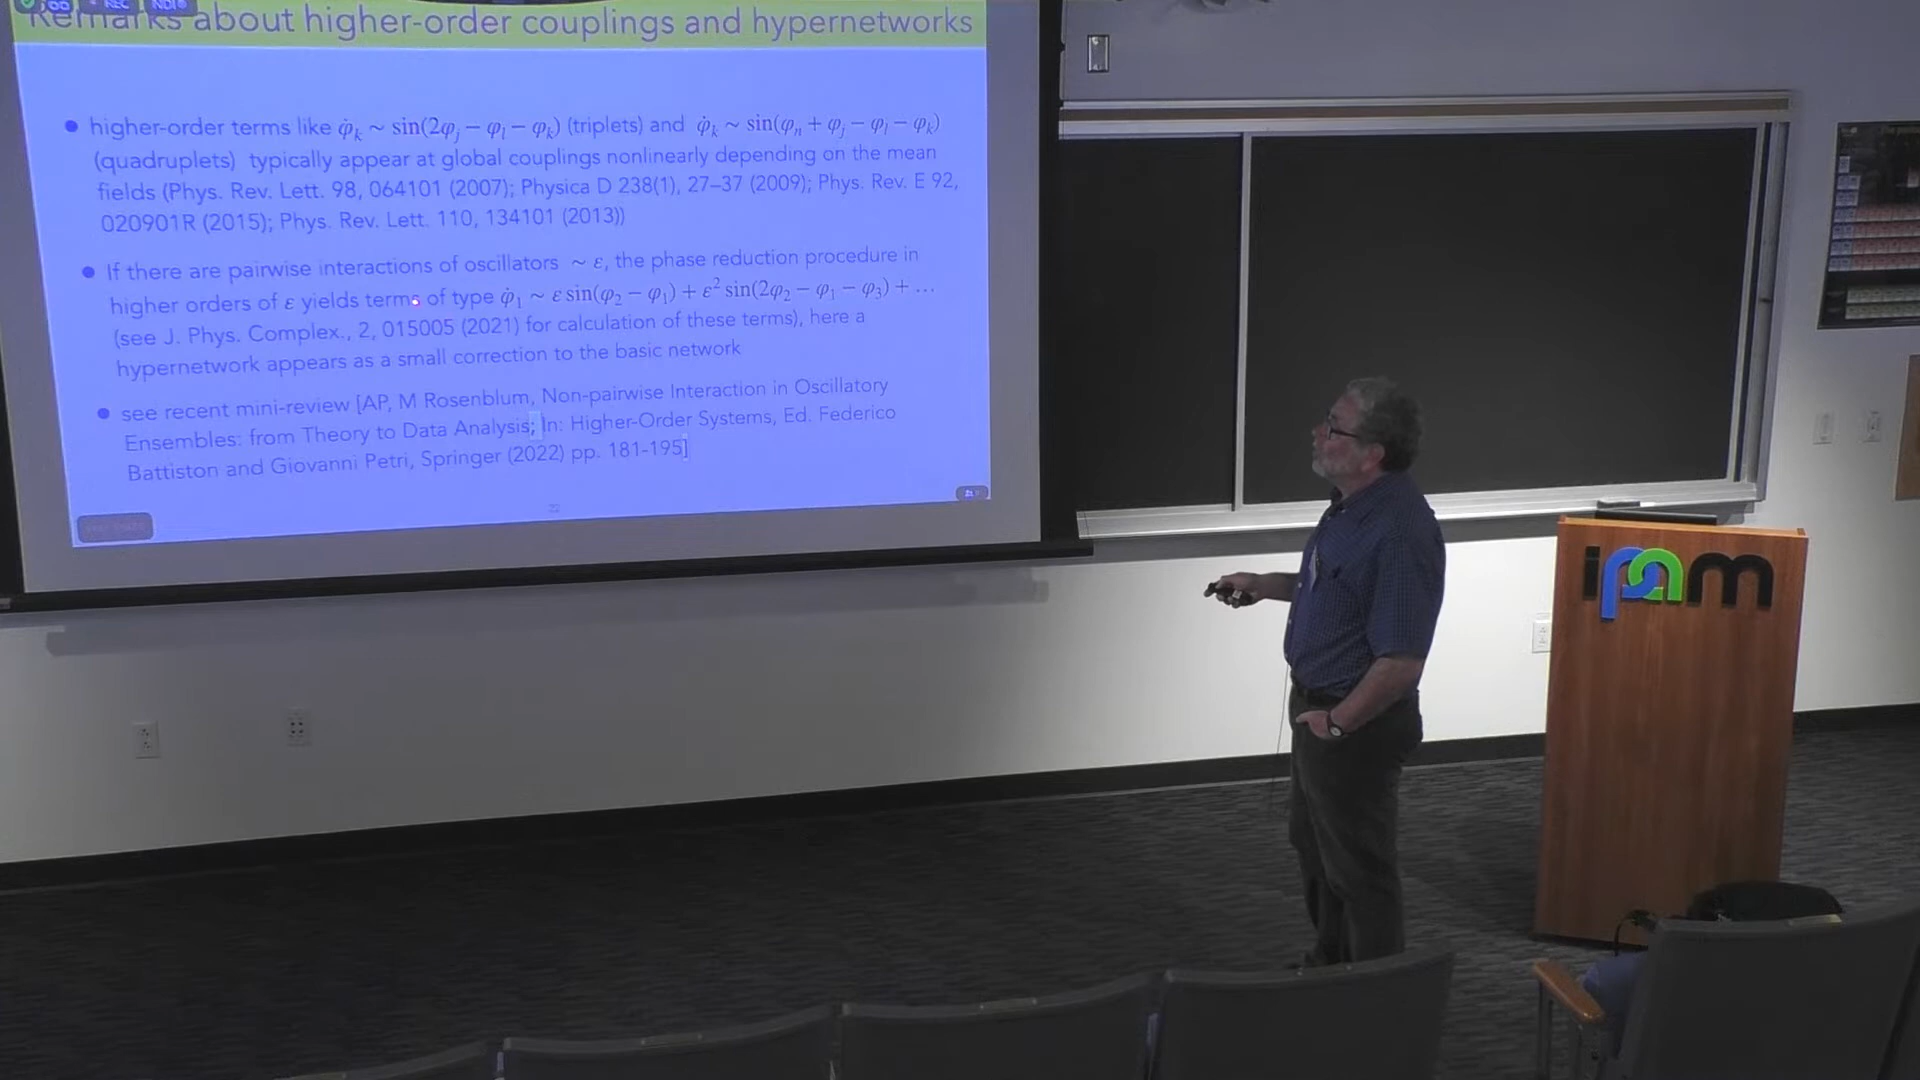 REC
NDI
Remarks about higher-order couplings and hypernetworks
● higher-order terms like φ̇ₖ ~ sin(2φⱼ − φₗ − φₖ) (triplets) and φ̇ₖ ~ sin(φₙ + φⱼ − φₗ − φₖ)
(quadruplets) typically appear at global couplings nonlinearly depending on the mean
fields (Phys. Rev. Lett. 98, 064101 (2007); Physica D 238(1), 27–37 (2009); Phys. Rev. E 92,
020901R (2015); Phys. Rev. Lett. 110, 134101 (2013))
● If there are pairwise interactions of oscillators ~ ε, the phase reduction procedure in
higher orders of ε yields terms of type φ̇₁ ~ ε sin(φ₂ − φ₁) + ε² sin(2φ₂ − φ₁ − φ₃) + …
(see J. Phys. Complex., 2, 015005 (2021) for calculation of these terms), here a
hypernetwork appears as a small correction to the basic network
● see recent mini-review [AP, M Rosenblum, Non-pairwise Interaction in Oscillatory
Ensembles: from Theory to Data Analysis; In: Higher-Order Systems, Ed. Federico
Battiston and Giovanni Petri, Springer (2022) pp. 181-195]
22
ipam